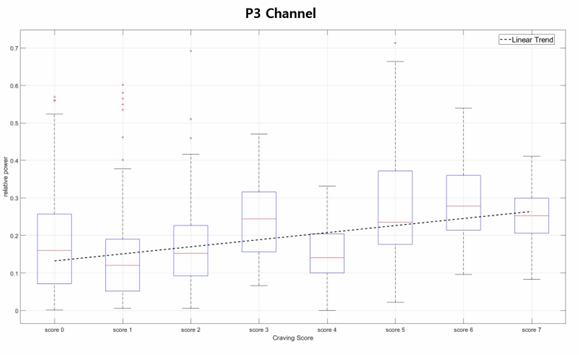 P3 Channel
Linear Trend
0.7
0.6
0.5
0.4
0.3
0.2
0.1
0
relative power
score 0 score 1 score 2 score 3 score 4 score 5 score 6 score 7
Craving Score